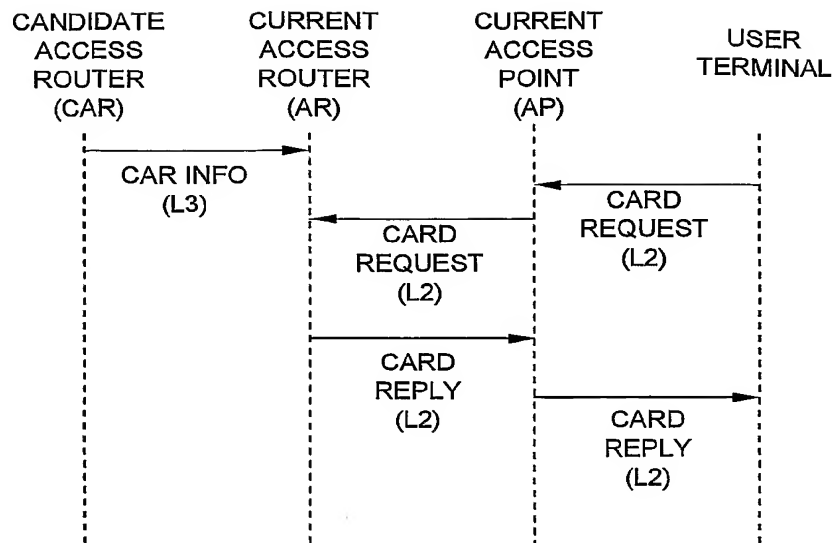 CANDIDATE
ACCESS
ROUTER
(CAR)
CURRENT
ACCESS
ROUTER
(AR)
CURRENT
ACCESS
POINT
(AP)
USER
TERMINAL
CAR INFO
(L3)
CARD
REQUEST
(L2)
CARD
REQUEST
(L2)
CARD
REPLY
(L2)
CARD
REPLY
(L2)